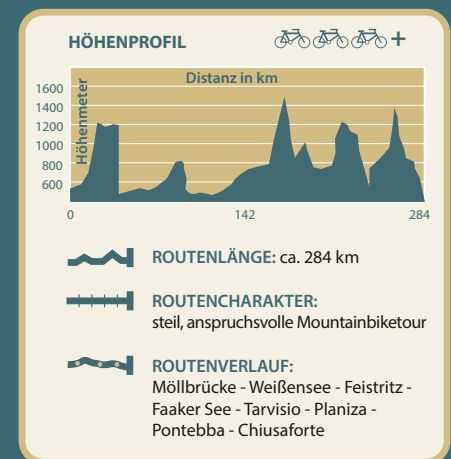 HÖHENPROFIL +
Distanz in km
Höhenmeter
1600
1400
1200
1000
800
600
0 142 284
ROUTENLÄNGE: ca. 284 km
ROUTENCHARAKTER:
steil, anspruchsvolle Mountainbiketour
ROUTENVERLAUF:
Möllbrücke - Weißensee - Feistritz -
Faaker See - Tarvisio - Planiza -
Pontebba - Chiusaforte